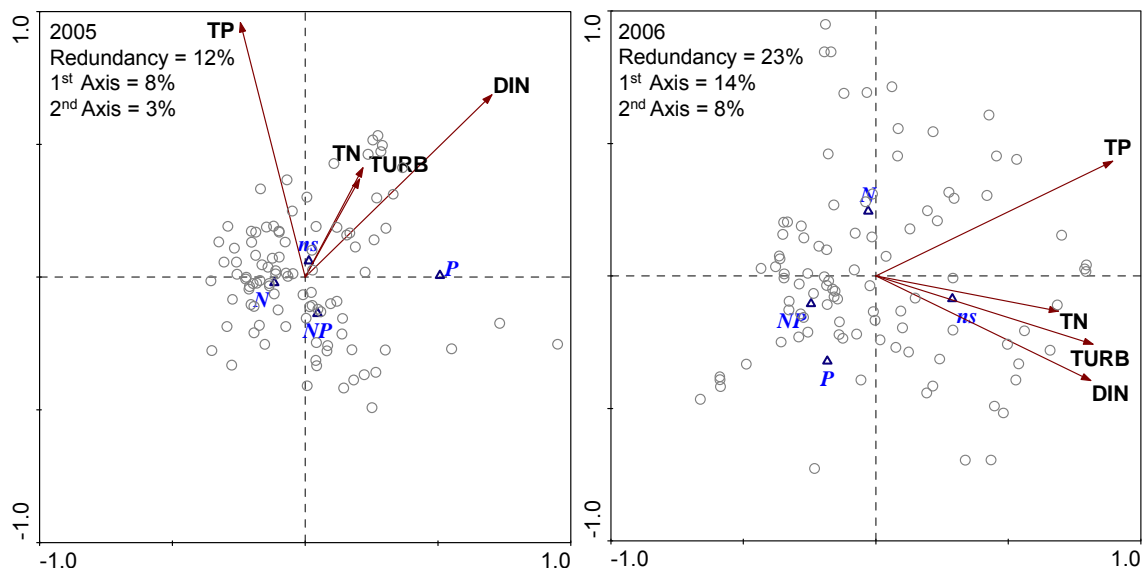 2005
Redundancy = 12%
1st Axis = 8%
2nd Axis = 3%
TP
DIN
TN
TURB
ns
P
N
NP
1.0
-1.0
-1.0
1.0
2006
Redundancy = 23%
1st Axis = 14%
2nd Axis = 8%
TP
N
ns
TN
NP
TURB
P
DIN
1.0
-1.0
-1.0
1.0